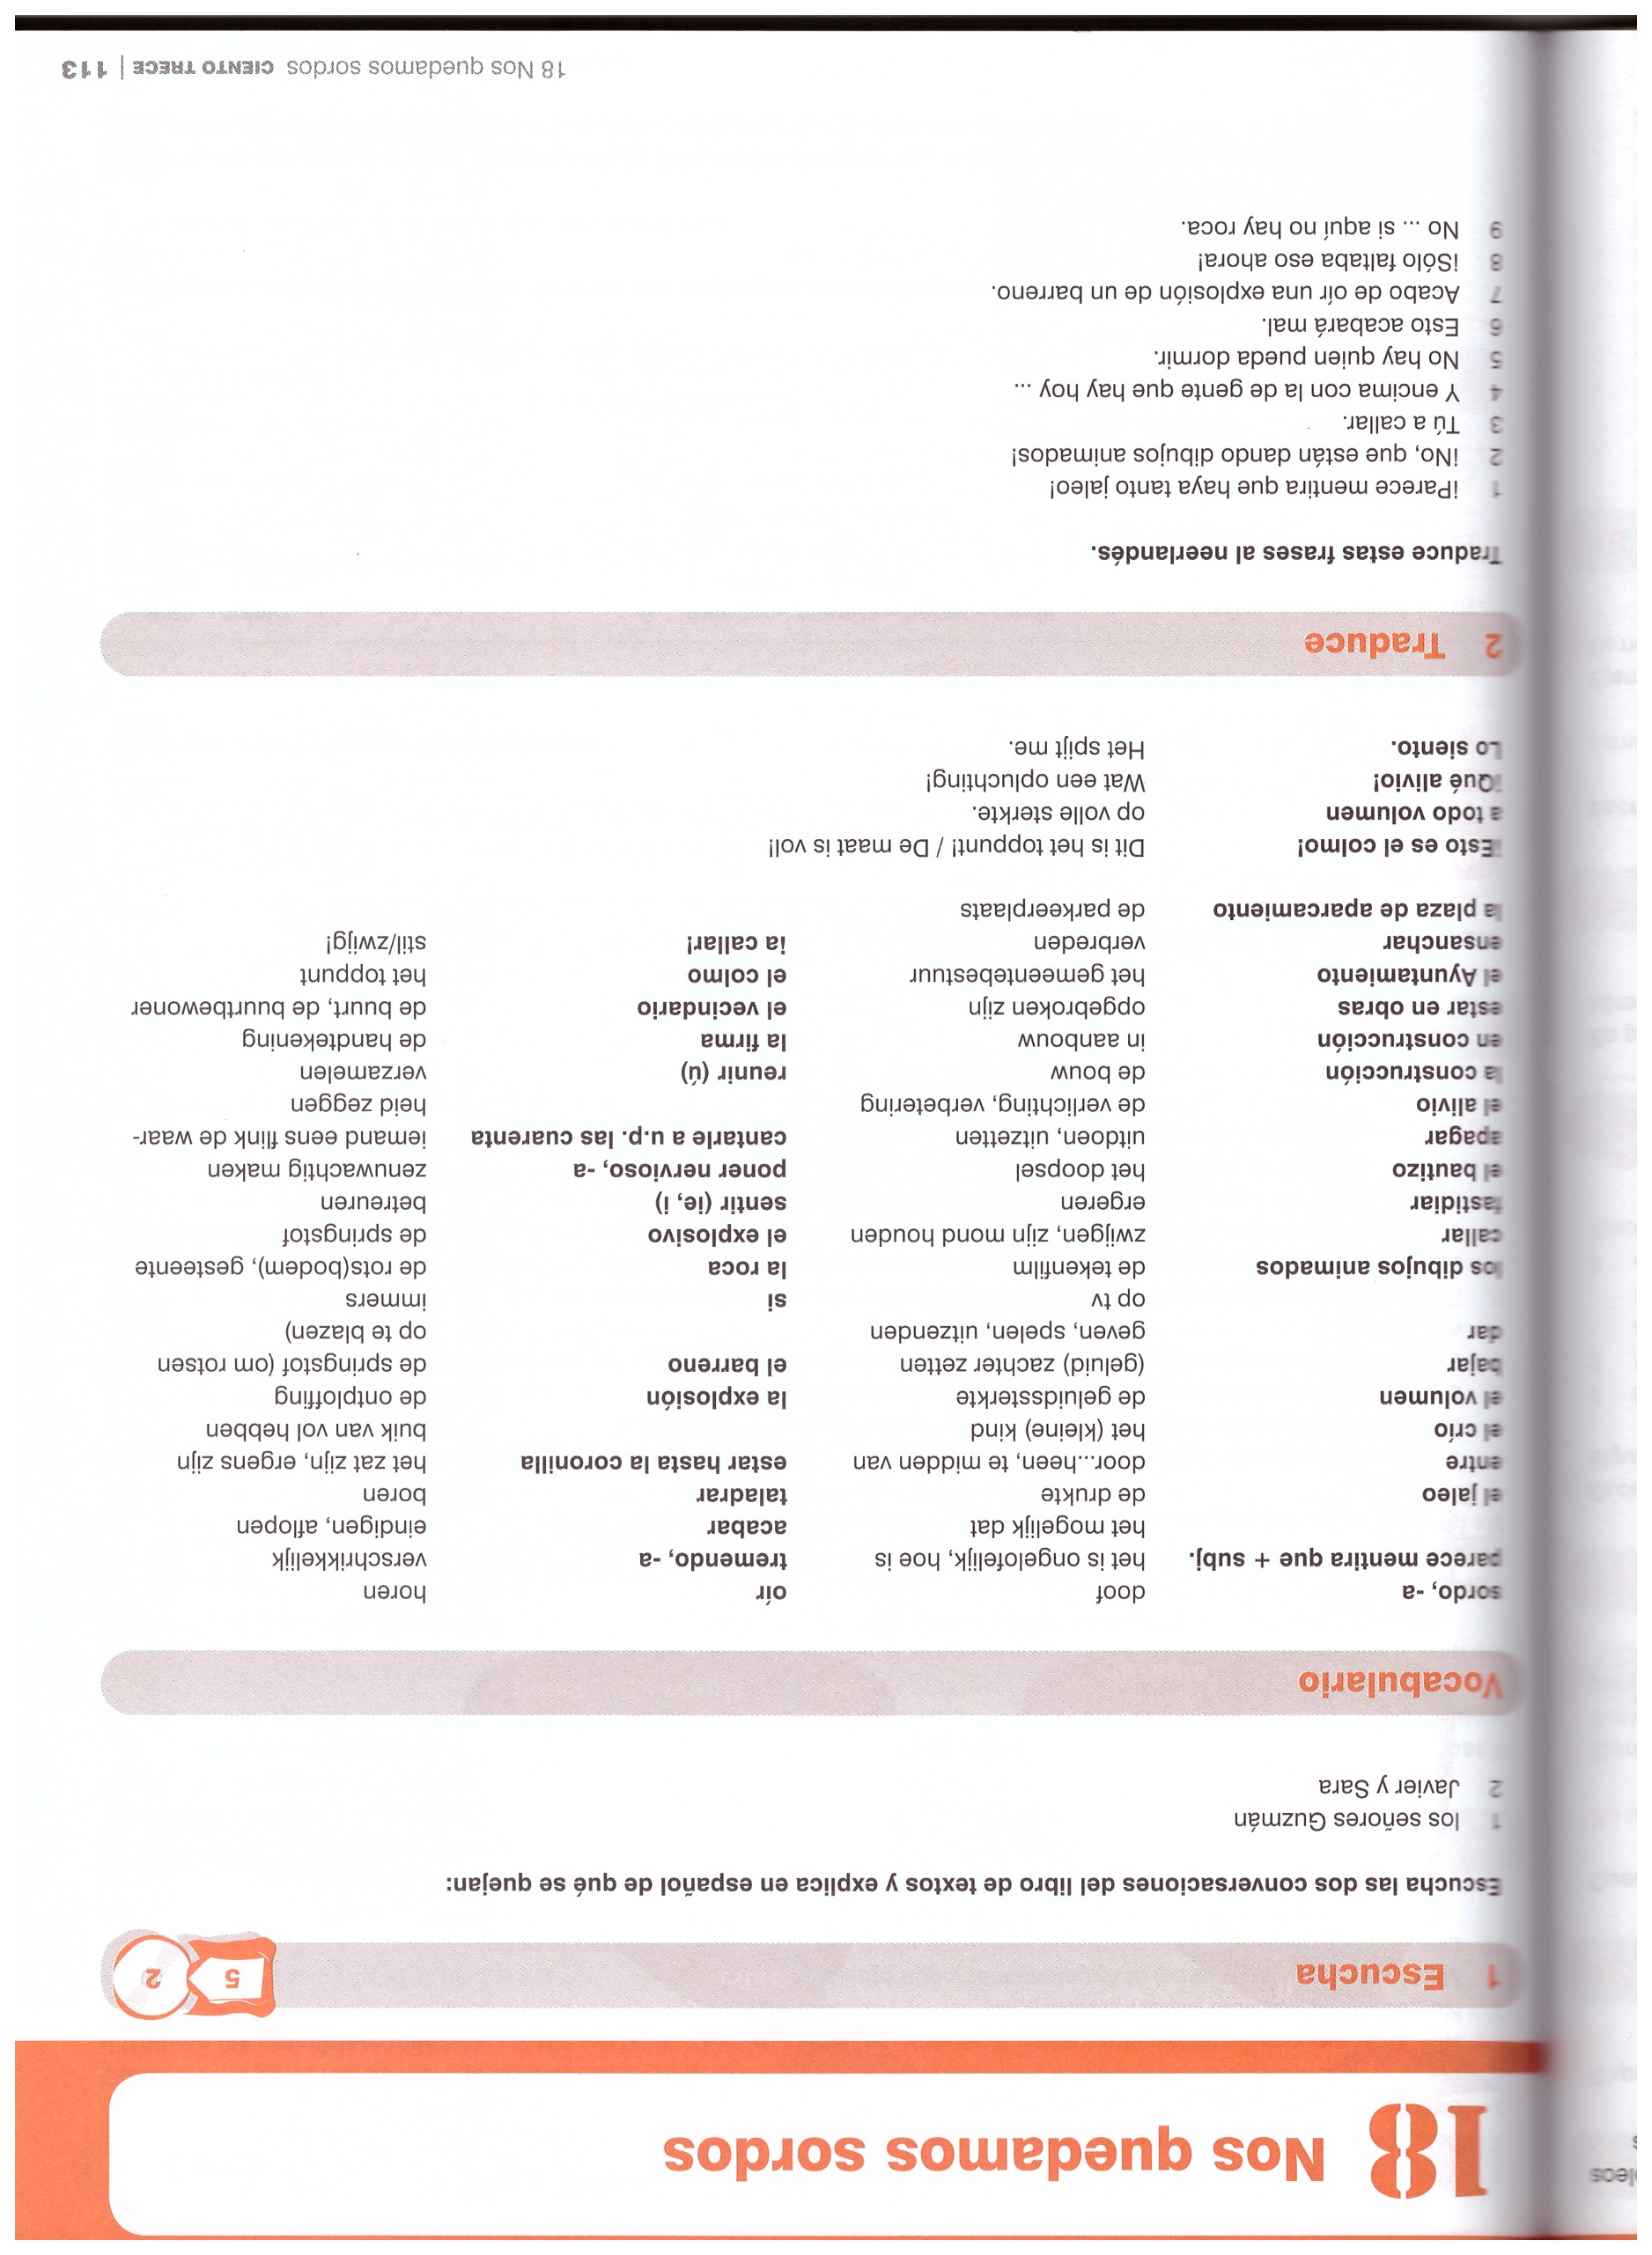 18 Nos quedamos sordos
1 Escucha
5 2
Escucha las dos conversaciones del libro de textos y explica en español de qué se quejan:
1 los señores Guzmán
2 Javier y Sara
Vocabulario
sordo, -a doof
parece mentira que + subj. het is ongelofelijk, hoe is
het mogelijk dat
el jaleo de drukte
entre door...heen, te midden van
el crío het (kleine) kind
el volumen de geluidssterkte
bajar (geluid) zachter zetten
dar geven, spelen, uitzenden
op tv
los dibujos animados de tekenfilm
callar zwijgen, zijn mond houden
fastidiar ergeren
el bautizo het doopsel
apagar uitdoen, uitzetten
el alivio de verlichting, verbetering
la construcción de bouw
en construcción in aanbouw
estar en obras opgebroken zijn
el Ayuntamiento het gemeentebestuur
ensanchar verbreden
la plaza de aparcamiento de parkeerplaats
oír horen
tremendo, -a verschrikkelijk
acabar eindigen, aflopen
taladrar boren
estar hasta la coronilla het zat zijn, ergens zijn
buik van vol hebben
la explosión de ontploffing
el barreno de springstof (om rotsen
op te blazen)
si immers
la roca de rots(bodem), gesteente
el explosivo de springstof
sentir (ie, i) betreuren
poner nervioso, -a zenuwachtig maken
cantarle a u.p. las cuarenta iemand eens flink de waar-
heid zeggen
reunir (ú) verzamelen
la firma de handtekening
el vecindario de buurt, de buurtbewoner
el colmo het toppunt
¡a callar! stil/zwijg!
¡Esto es el colmo! Dit is het toppunt! / De maat is vol!
a todo volumen op volle sterkte.
¡Qué alivio! Wat een opluchting!
Lo siento. Het spijt me.
2 Traduce
Traduce estas frases al neerlandés.
1 ¡Parece mentira que haya tanto jaleo!
2 ¡No, que están dando dibujos animados!
3 Tú a callar.
4 Y encima con la de gente que hay hoy ...
5 No hay quien pueda dormir.
6 Esto acabará mal.
7 Acabo de oír una explosión de un barreno.
8 ¡Sólo faltaba eso ahora!
9 No ... si aquí no hay roca.
18 Nos quedamos sordos CIENTO TRECE | 113